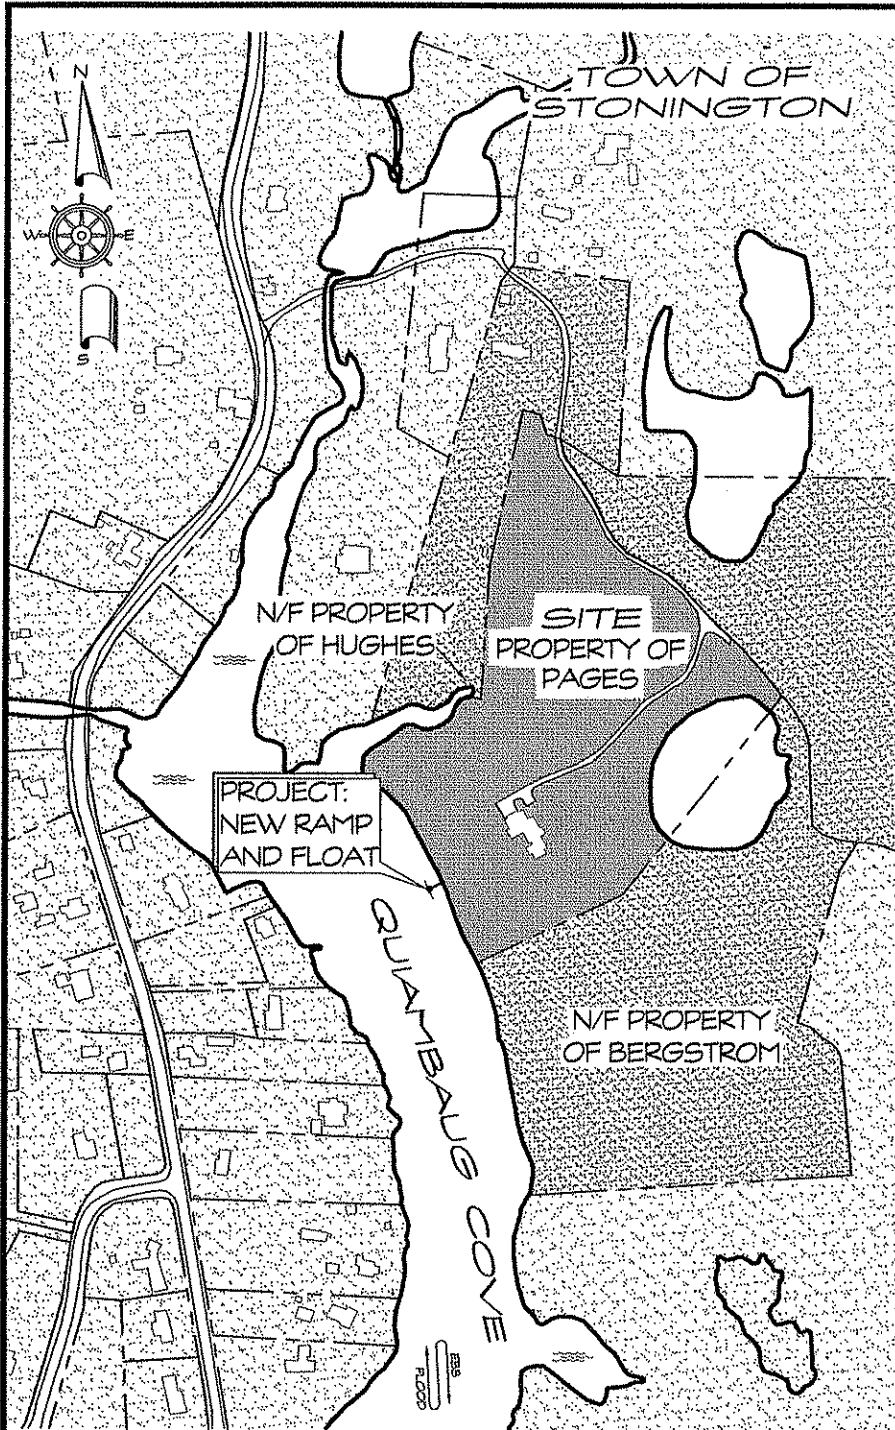 TOWN OF
STONINGTON
N
W E
S
N/F PROPERTY
OF HUGHES
SITE
PROPERTY OF
PAGES
PROJECT:
NEW RAMP
AND FLOAT
QUIAMBAUG COVE
N/F PROPERTY
OF BERGSTROM
EBB
FLOOD